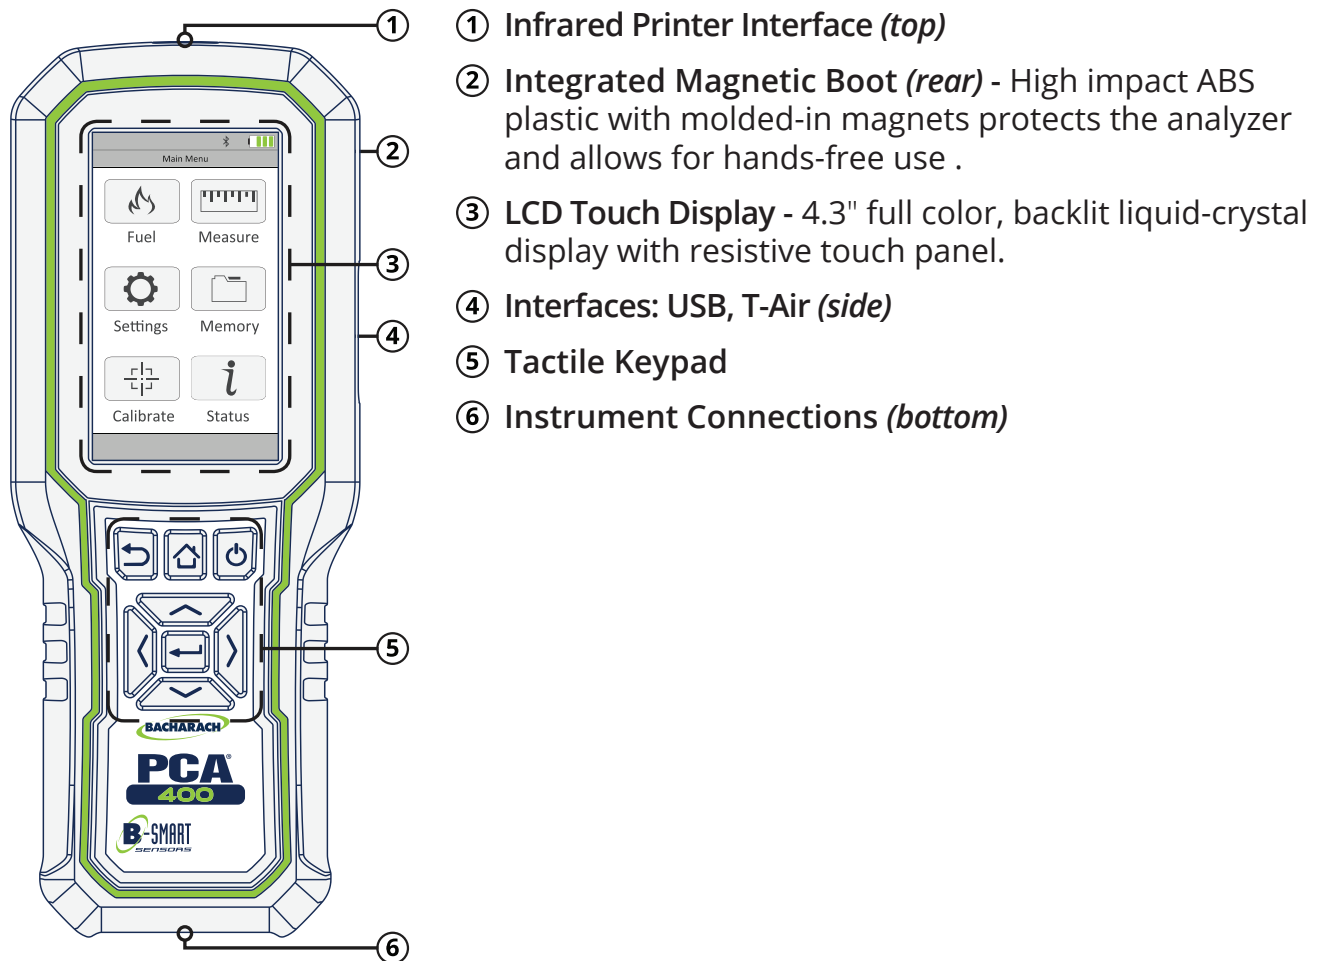 ① Infrared Printer Interface (top)
② Integrated Magnetic Boot (rear) - High impact ABS
plastic with molded-in magnets protects the analyzer
and allows for hands-free use .
③ LCD Touch Display - 4.3" full color, backlit liquid-crystal
display with resistive touch panel.
④ Interfaces: USB, T-Air (side)
⑤ Tactile Keypad
⑥ Instrument Connections (bottom)
①
②
③
④
⑤
⑥
Main Menu
Fuel Measure
Settings Memory
Calibrate Status
BACHARACH
PCA®
400
B-SMART
SENSORS